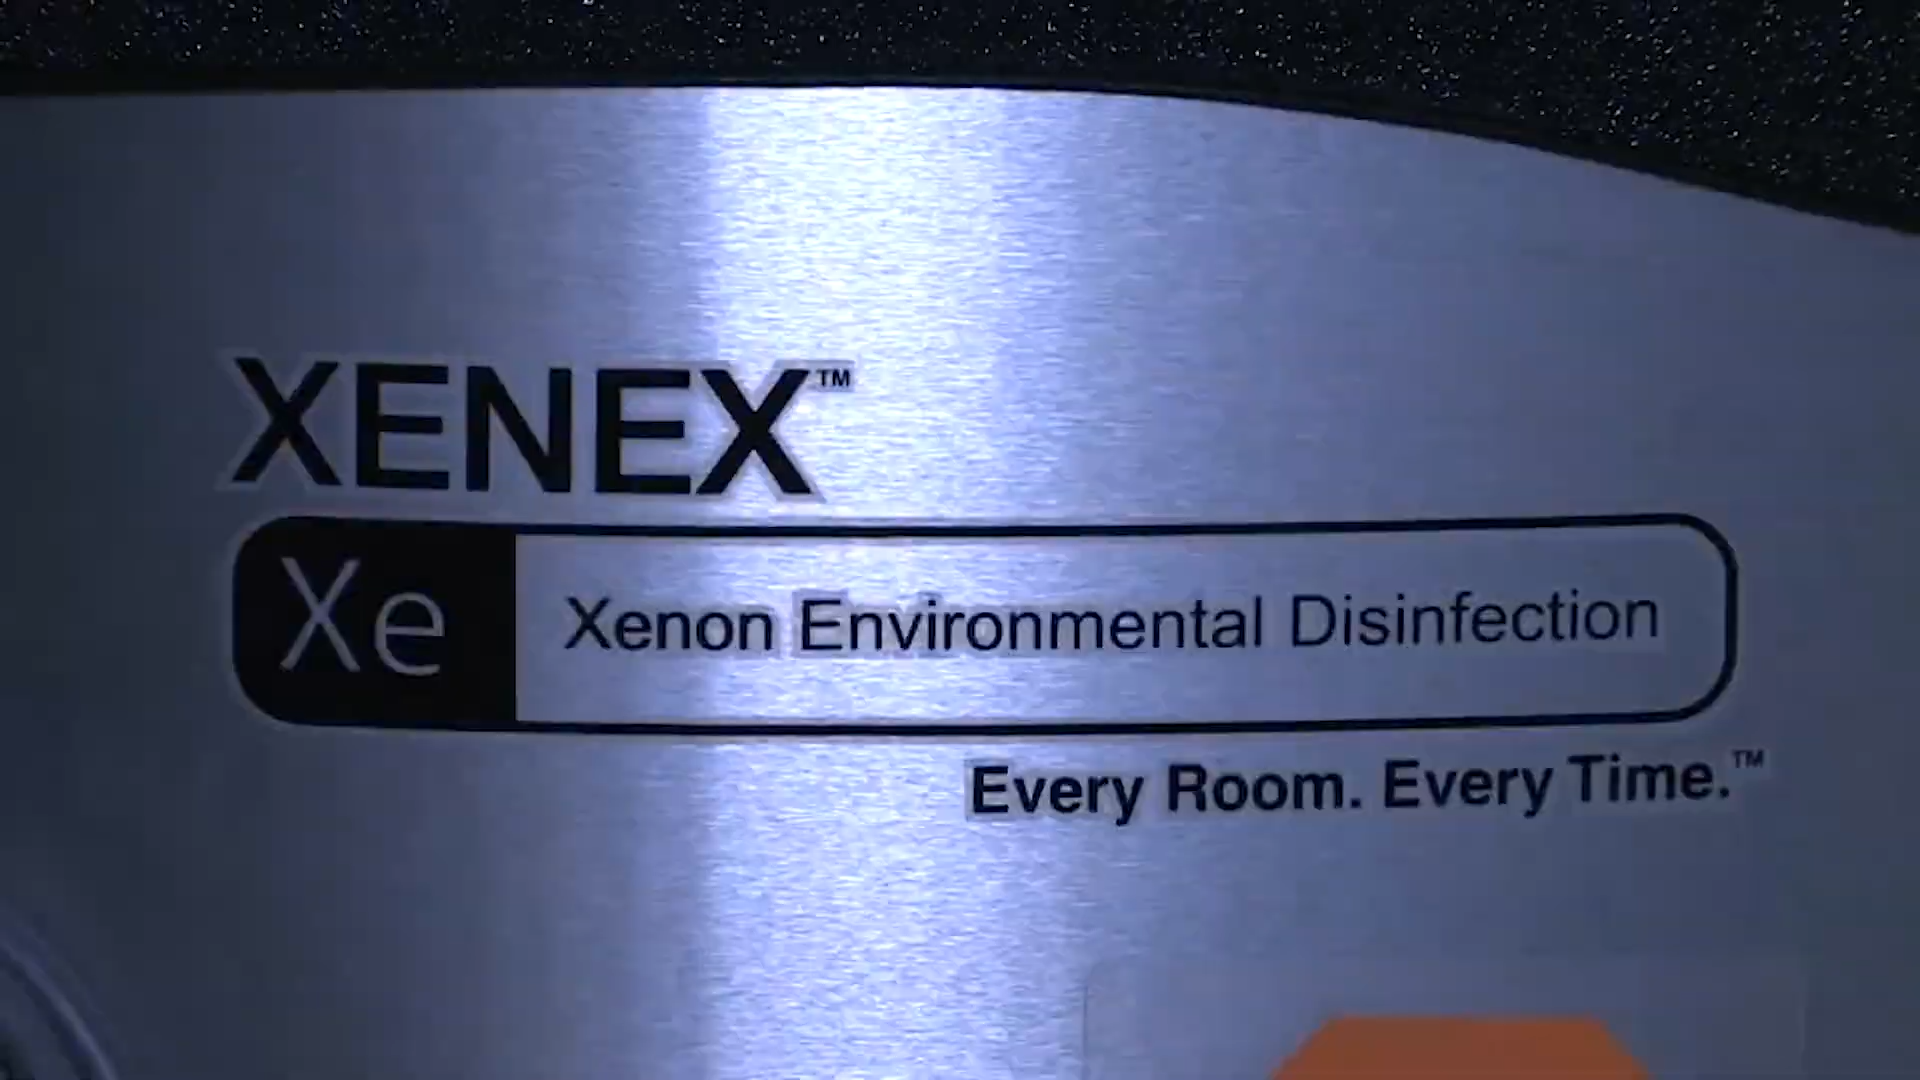 XENEX™
Xe Xenon Environmental Disinfection
Every Room. Every Time.™